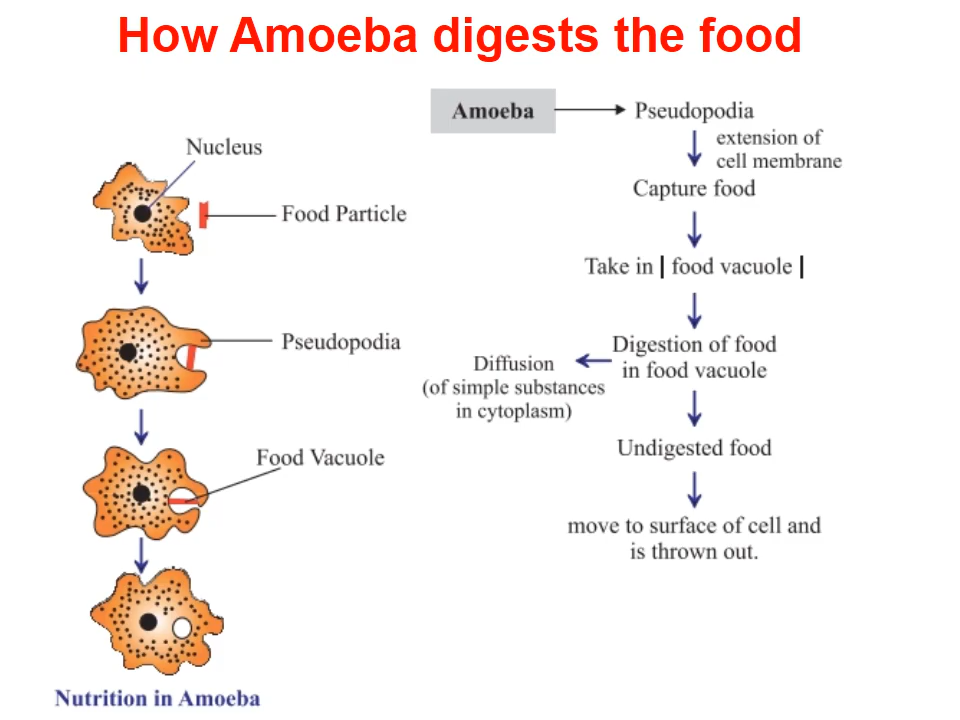 How Amoeba digests the food
Nucleus
Food Particle
Pseudopodia
Food Vacuole
Nutrition in Amoeba
Amoeba
Pseudopodia
extension of
cell membrane
Capture food
Take in | food vacuole |
Digestion of food
in food vacuole
Diffusion
(of simple substances
in cytoplasm)
Undigested food
move to surface of cell and
is thrown out.